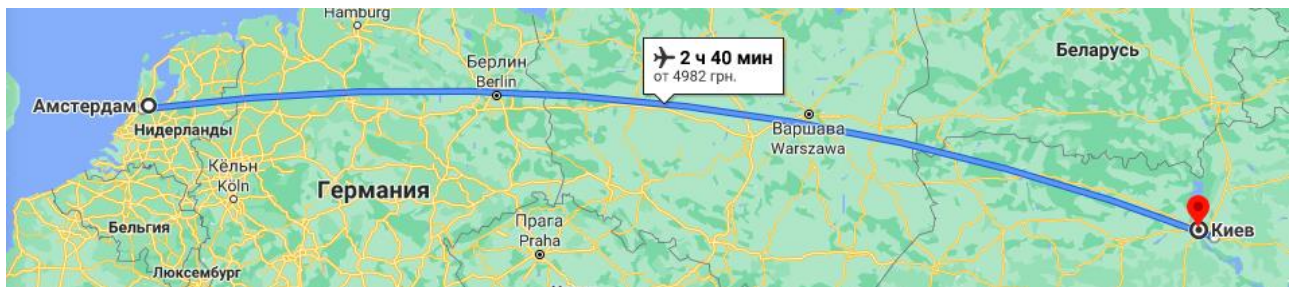 Hamburg
Беларусь
Берлин
Berlin
2 ч 40 мин
от 4982 грн.
Амстердам
Нидерланды
Варшава
Warszawa
Кёльн
Köln
Германия
Прага
Praha
Бельгия
Киев
Люксембург